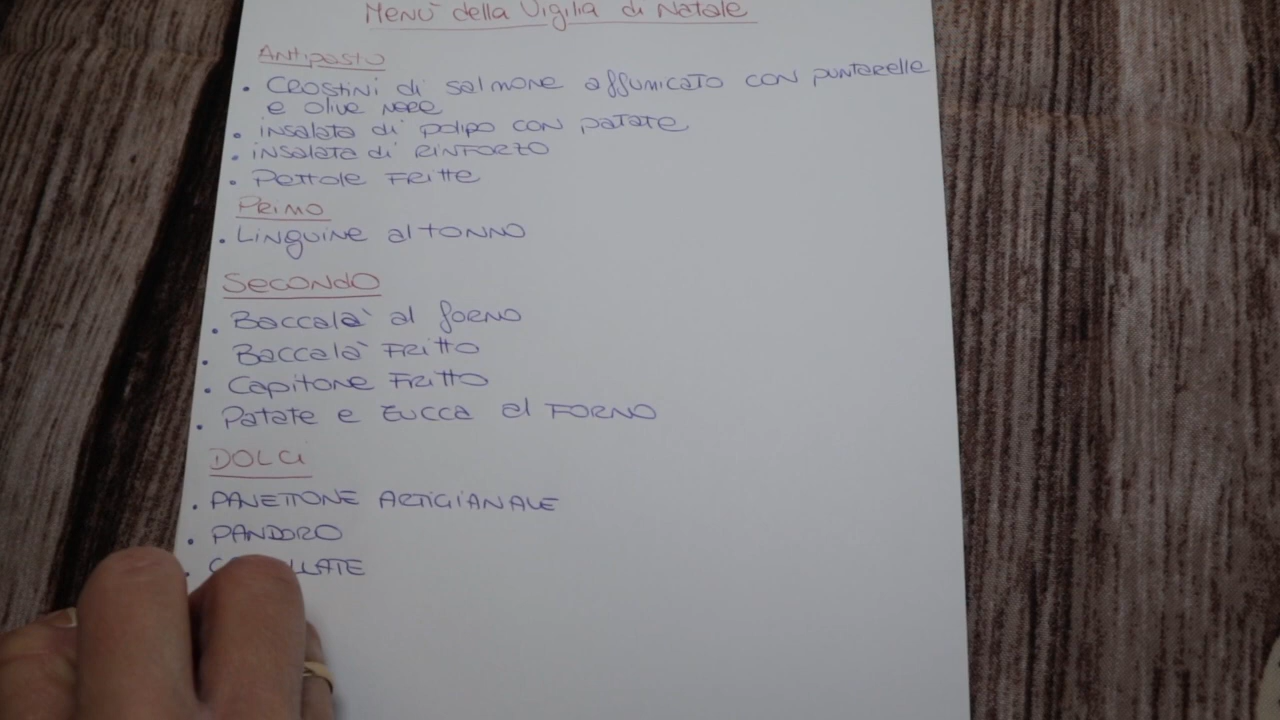 Menù della Vigilia di Natale
Antipasto
• Crostini di salmone affumicato con puntarelle
e olive nere
• insalata di polipo con patate
• insalata di RINFORZO
• Pettole Fritte
Primo
• Linguine al tonno
Secondo
• Baccalà al forno
• Baccalà Fritto
• Capitone Fritto
• Patate e zucca al FORNO
DOLCI
• PANETTONE ARTIGIANALE
• PANDORO